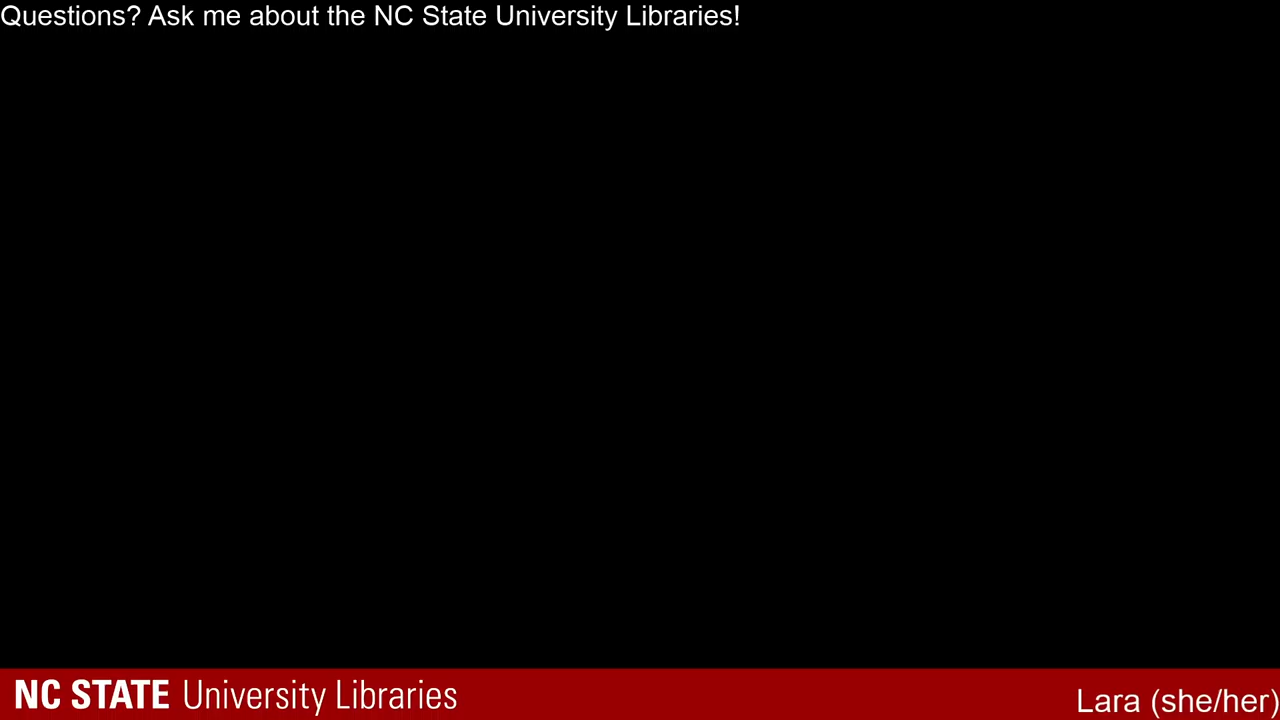 Questions? Ask me about the NC State University Libraries!
NC STATE University Libraries
Lara (she/her)